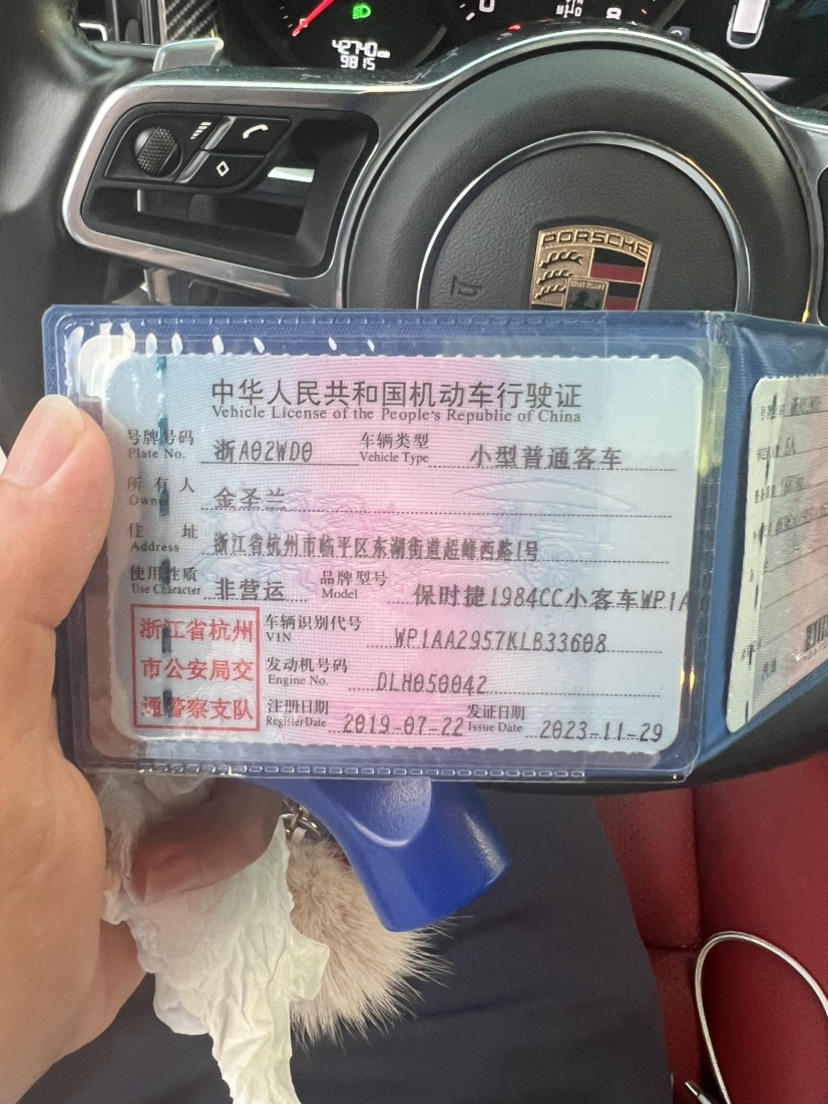 42740 km
9815
PORSCHE
中华人民共和国机动车行驶证
Vehicle License of the People's Republic of China
号牌号码 浙A02WD0 车辆类型 小型普通客车
Plate No. Vehicle Type
所有人 金圣兰
Owner
住址 浙江省杭州市临平区东湖街道超峰西路1号
Address
使用性质 非营运 品牌型号 保时捷1984CC小客车WP1A
Use Character Model
浙江省杭州
市公安局交
通警察支队
车辆识别代号 WP1AA2957KLB33608
VIN
发动机号码 DLH050042
Engine No.
注册日期 2019-07-22 发证日期 2023-11-29
Register Date Issue Date